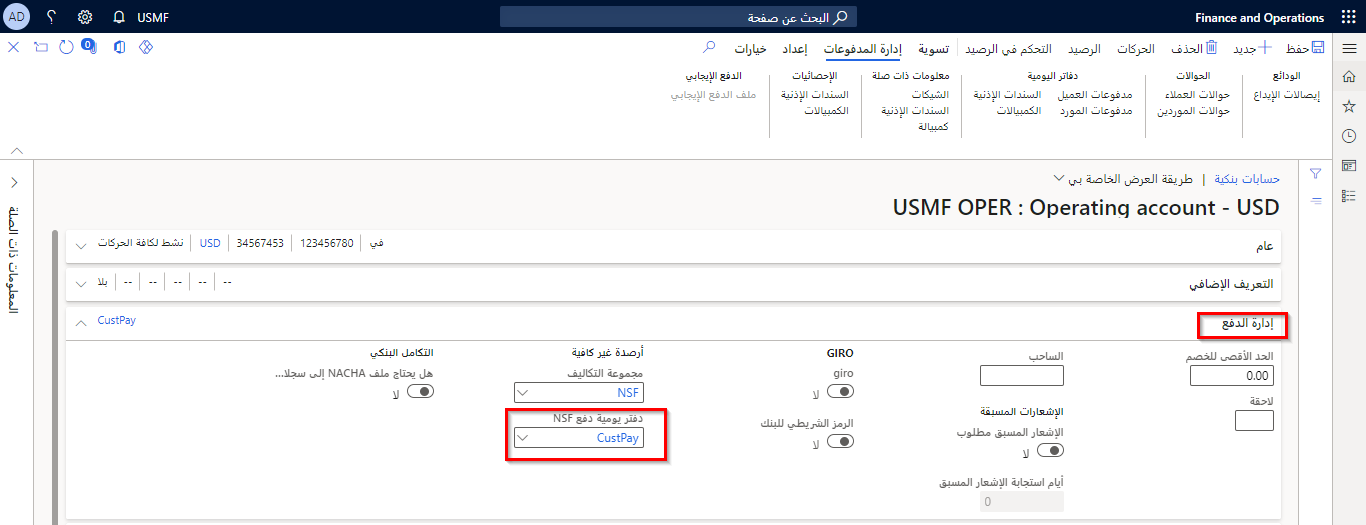 Finance and Operations
البحث عن صفحة
USMF
AD
حفظ
جديد
الحذف
الحركات
الرصيد
التحكم في الرصيد
تسوية
إدارة المدفوعات
إعداد
خيارات
0
الودائع
إيصالات الإيداع
الحوالات
حوالات العملاء
حوالات الموردين
دفاتر اليومية
مدفوعات العميل
مدفوعات المورد
السندات الإذنية
الكمبيالات
معلومات ذات صلة
الشيكات
السندات الإذنية
كمبيالة
الإحصائيات
السندات الإذنية
الكمبيالات
الدفع الإيجابي
ملف الدفع الإيجابي
حسابات بنكية | طريقة العرض الخاصة بي
USMF OPER : Operating account - USD
عام
في | 123456780 | 34567453 | USD | نشط لكافة الحركات
التعريف الإضافي
-- | -- | -- | -- | -- | بلا
إدارة الدفع
CustPay
الحد الأقصى للخصم
0.00
لاحقة
الساحب
الإشعارات المسبقة
الإشعار المسبق مطلوب
لا
أيام استجابة الإشعار المسبق
0
GIRO
giro
لا
الرمز الشريطي للبنك
لا
أرصدة غير كافية
مجموعة التكاليف
NSF
دفتر يومية دفع NSF
CustPay
التكامل البنكي
هل يحتاج ملف NACHA إلى سجلا...
لا
المعلومات ذات الصلة